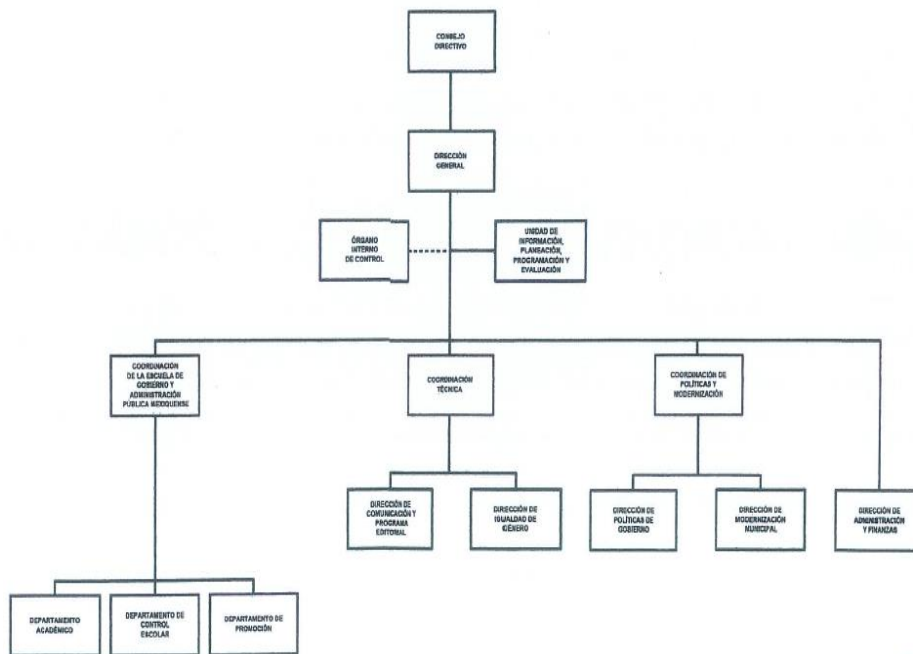 CONSEJO
DIRECTIVO
DIRECCIÓN
GENERAL
ÓRGANO
INTERNO
DE CONTROL
UNIDAD DE
INFORMACIÓN,
PLANEACIÓN,
PROGRAMACIÓN Y
EVALUACIÓN
COORDINACIÓN
DE LA ESCUELA DE
GOBIERNO Y
ADMINISTRACIÓN
PÚBLICA MEXIQUENSE
COORDINACIÓN
TÉCNICA
COORDINACIÓN DE
POLÍTICAS Y
MODERNIZACIÓN
DIRECCIÓN DE
COMUNICACIÓN Y
PROGRAMA
EDITORIAL
DIRECCIÓN DE
IGUALDAD DE
GÉNERO
DIRECCIÓN DE
POLÍTICAS DE
GOBIERNO
DIRECCIÓN DE
MODERNIZACIÓN
MUNICIPAL
DIRECCIÓN DE
ADMINISTRACIÓN
Y FINANZAS
DEPARTAMENTO
ACADÉMICO
DEPARTAMENTO DE
CONTROL
ESCOLAR
DEPARTAMENTO DE
PROMOCIÓN